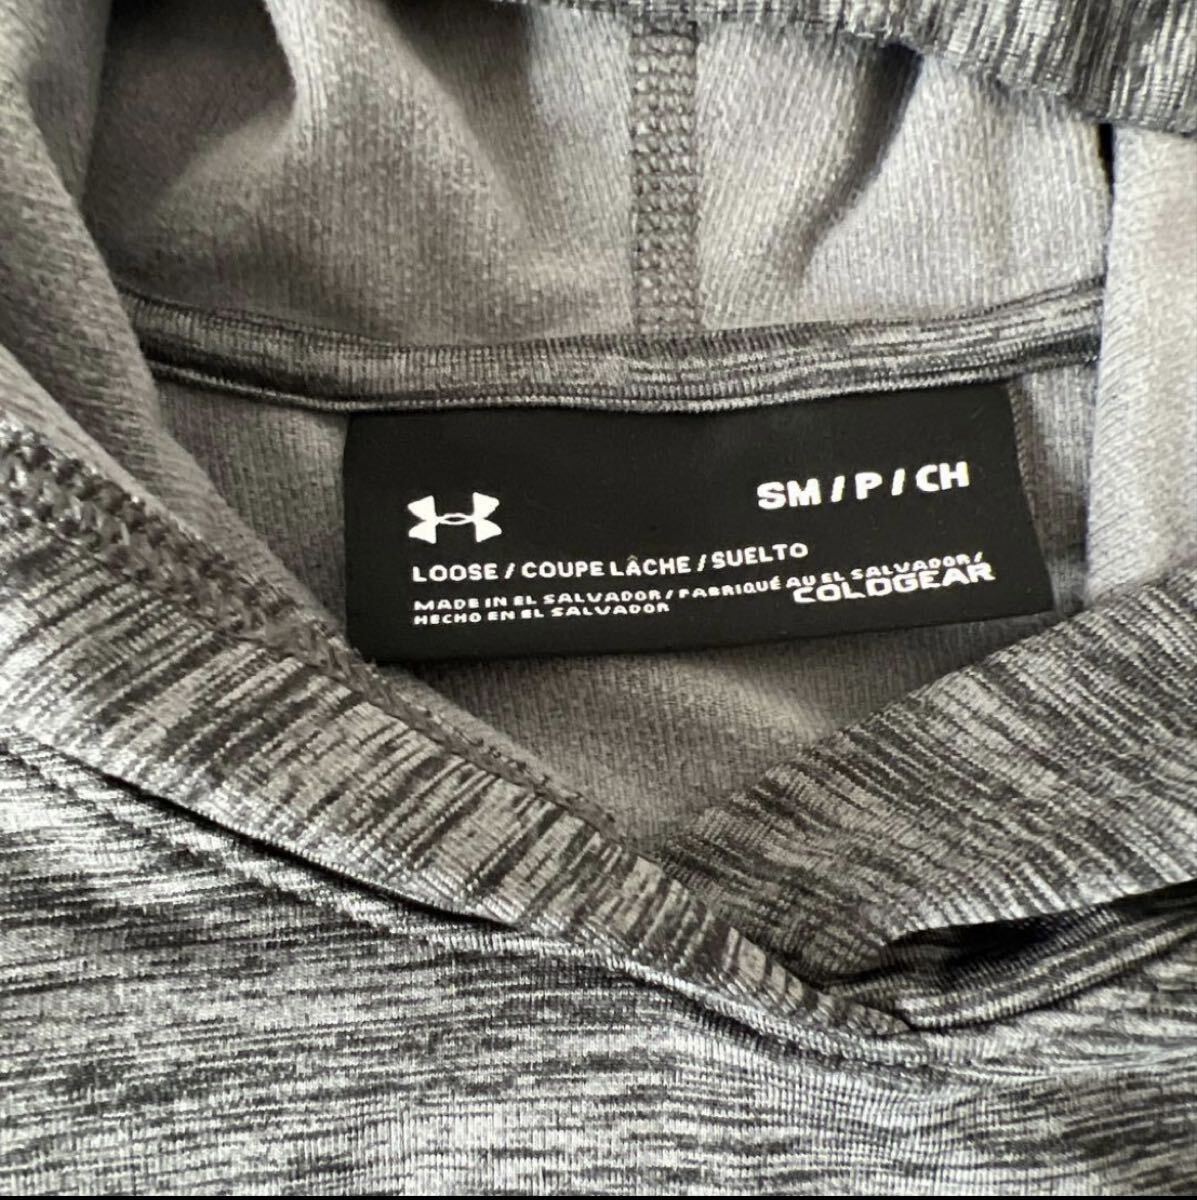 SM / P / CH
LOOSE / COUPE LÂCHE / SUELTO
MADE IN EL SALVADOR / FABRIQUÉ AU EL SALVADOR /
HECHO EN EL SALVADOR
COLDGEAR